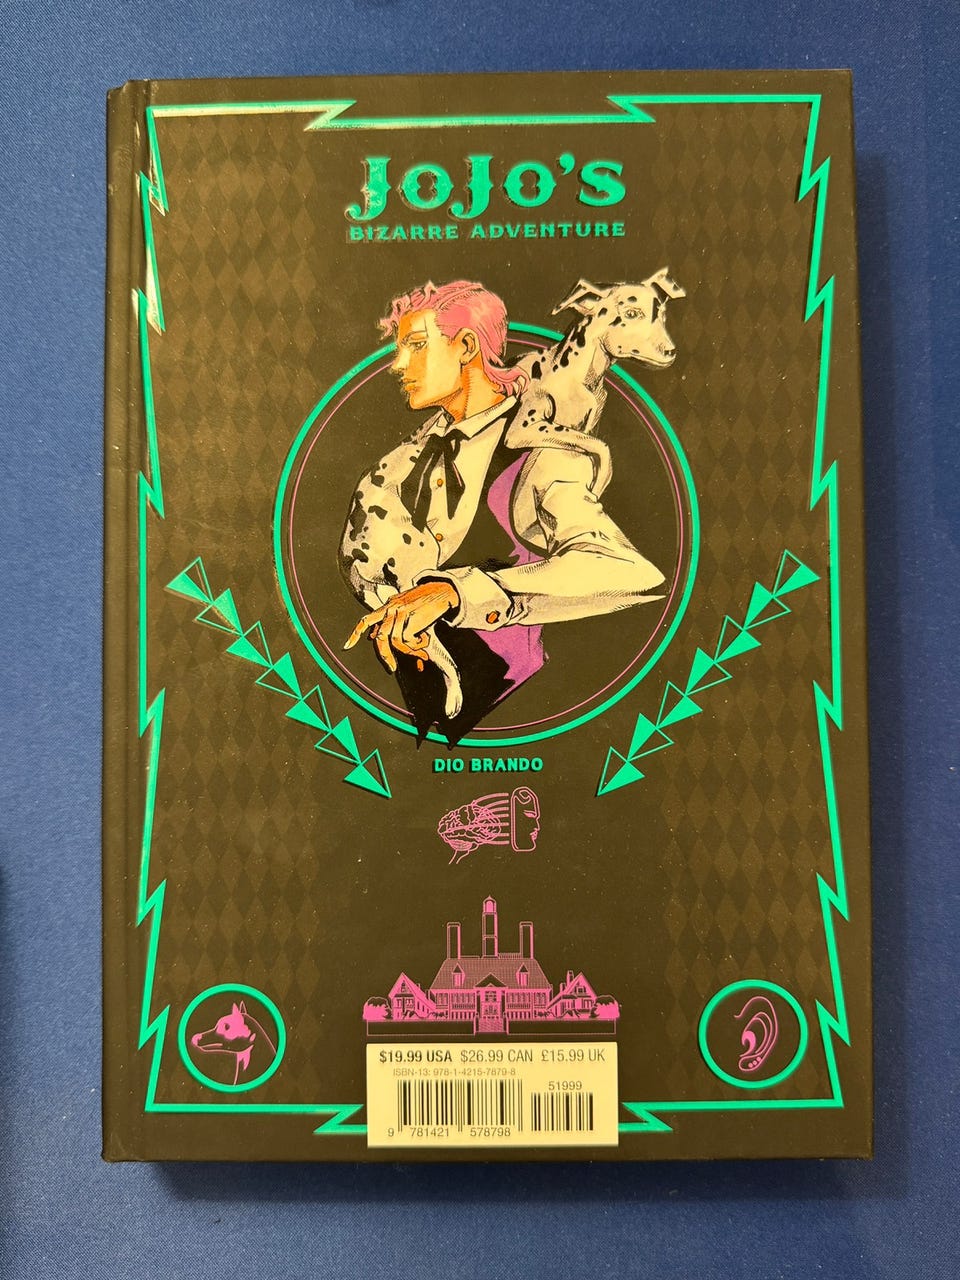 JoJo's
BIZARRE ADVENTURE
DIO BRANDO
$19.99 USA $26.99 CAN £15.99 UK
ISBN-13: 978-1-4215-7879-8
51999
9 781421 578798